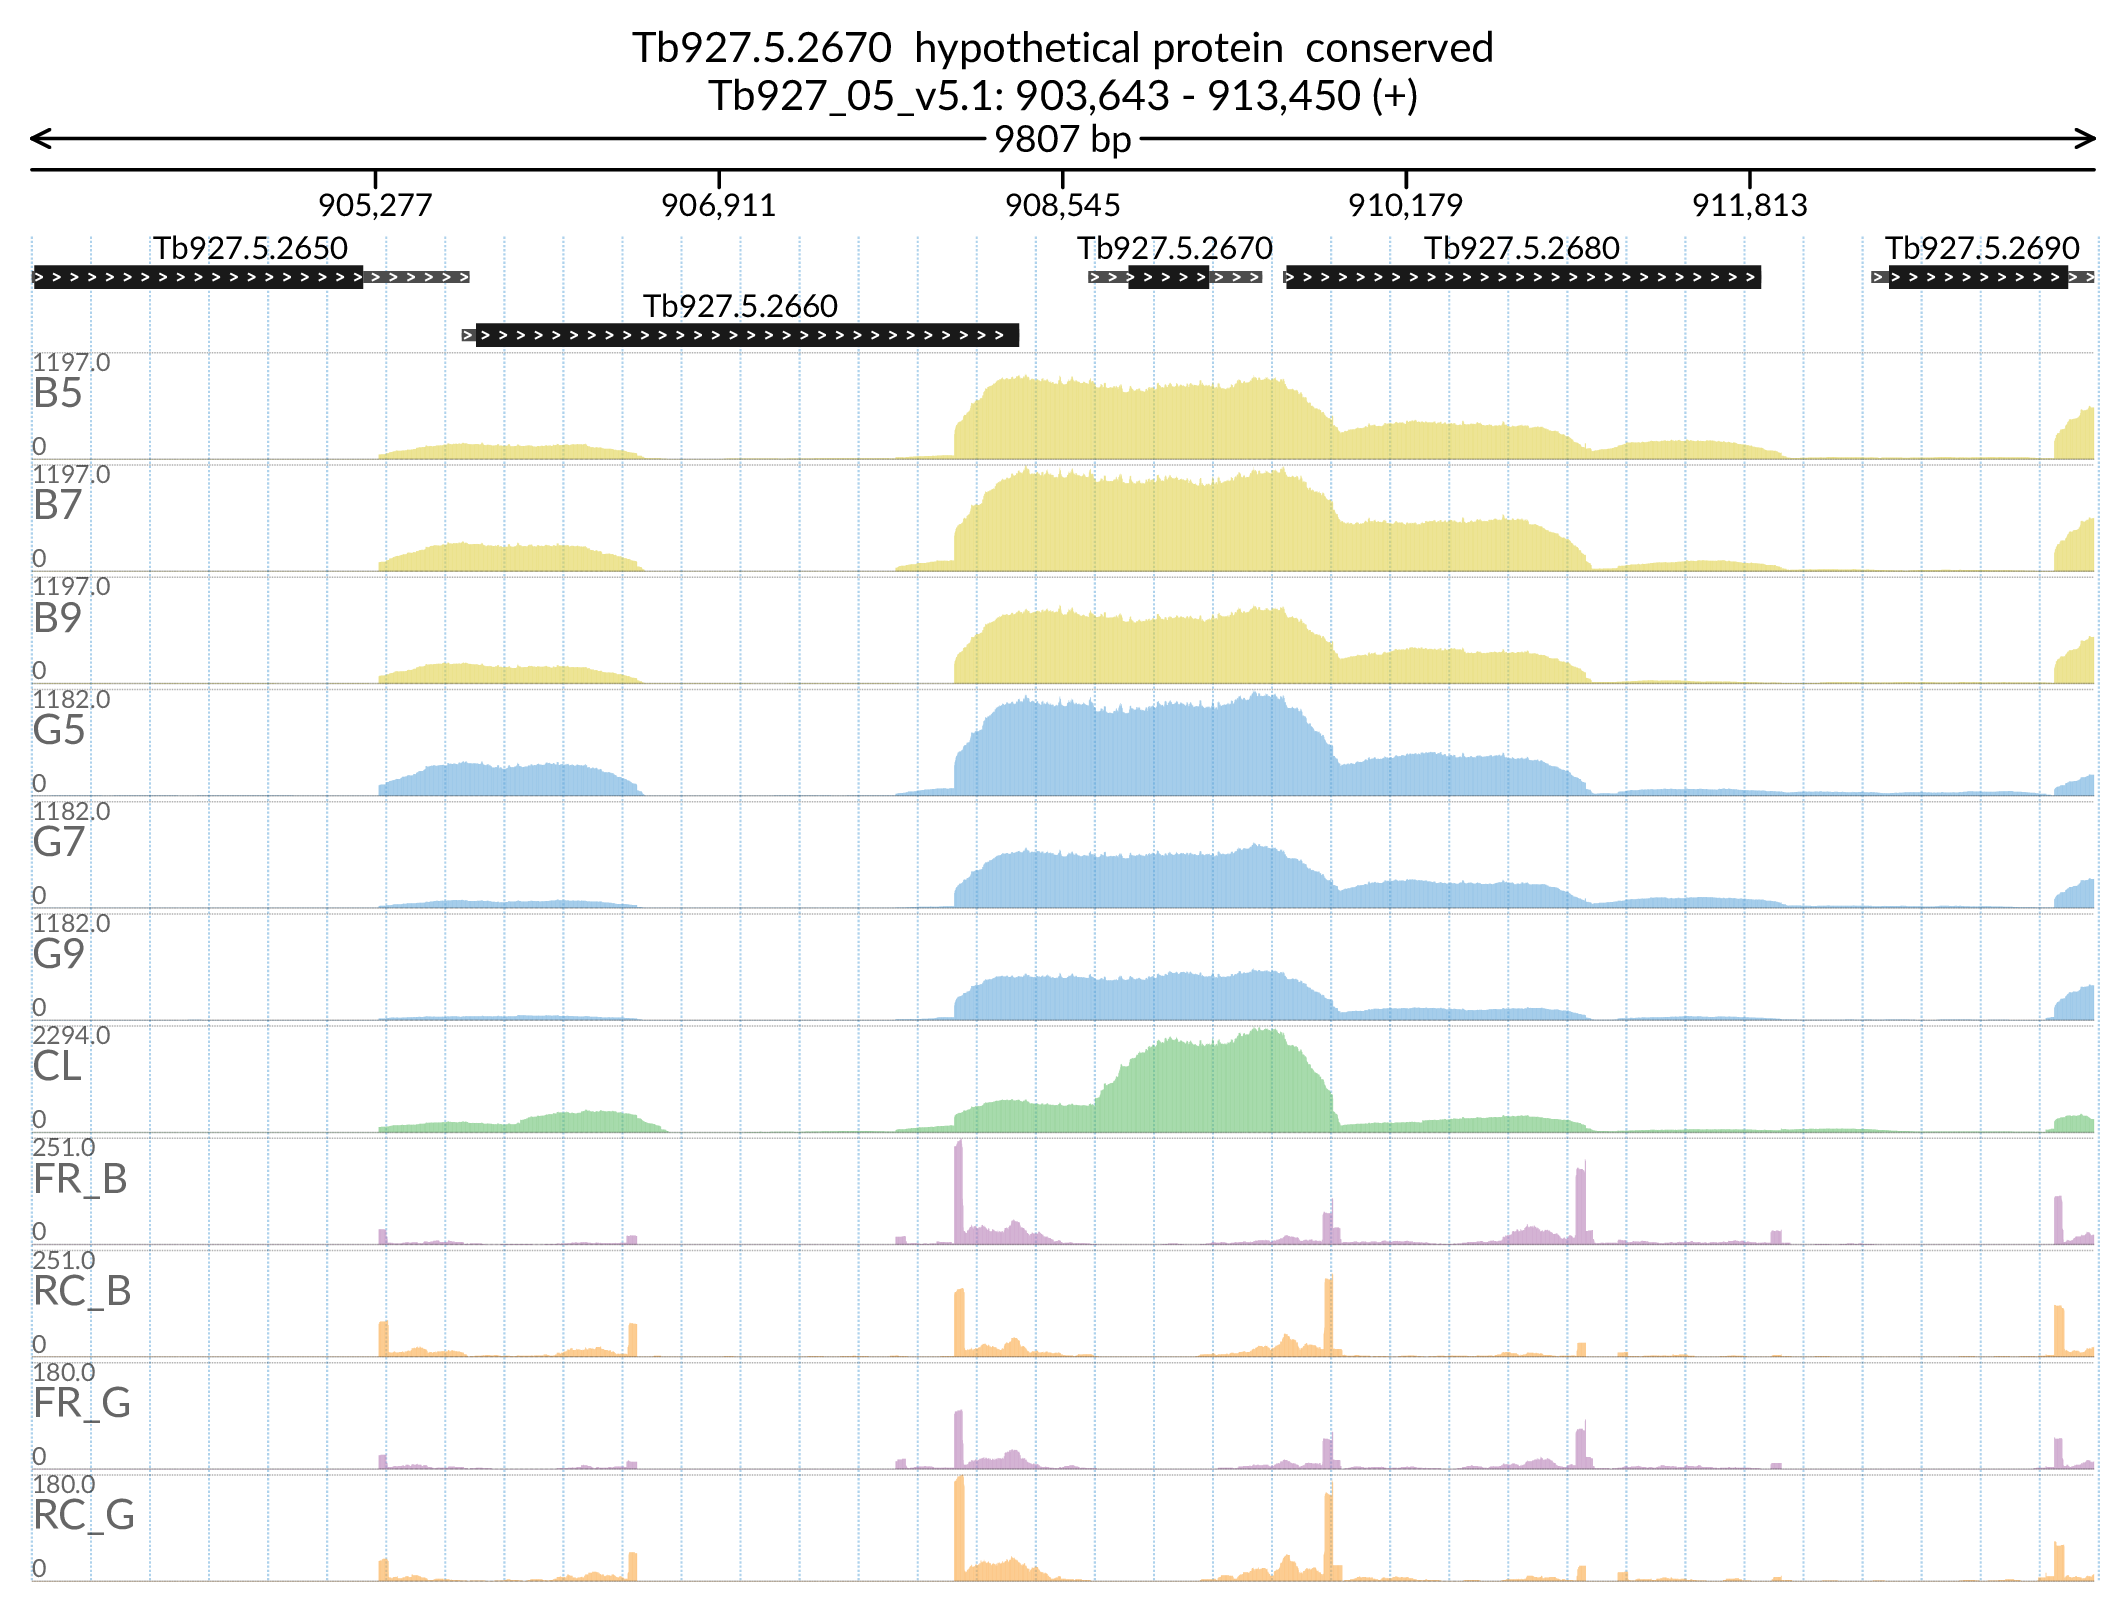 Tb927.5.2670  hypothetical protein  conserved
Tb927_05_v5.1: 903,643 - 913,450 (+)
9807 bp
905,277 906,911 908,545 910,179 911,813
Tb927.5.2650 Tb927.5.2670 Tb927.5.2680 Tb927.5.2690
Tb927.5.2660
1197.0
B5
0
1197.0
B7
0
1197.0
B9
0
1182.0
G5
0
1182.0
G7
0
1182.0
G9
0
2294.0
CL
0
251.0
FR_B
0
251.0
RC_B
0
180.0
FR_G
0
180.0
RC_G
0